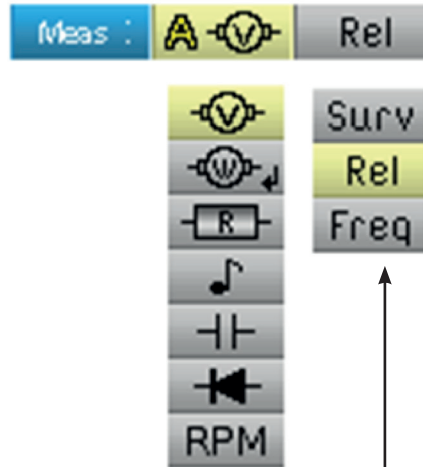 Meas : A V Rel
V Surv
W Rel
R Freq
RPM